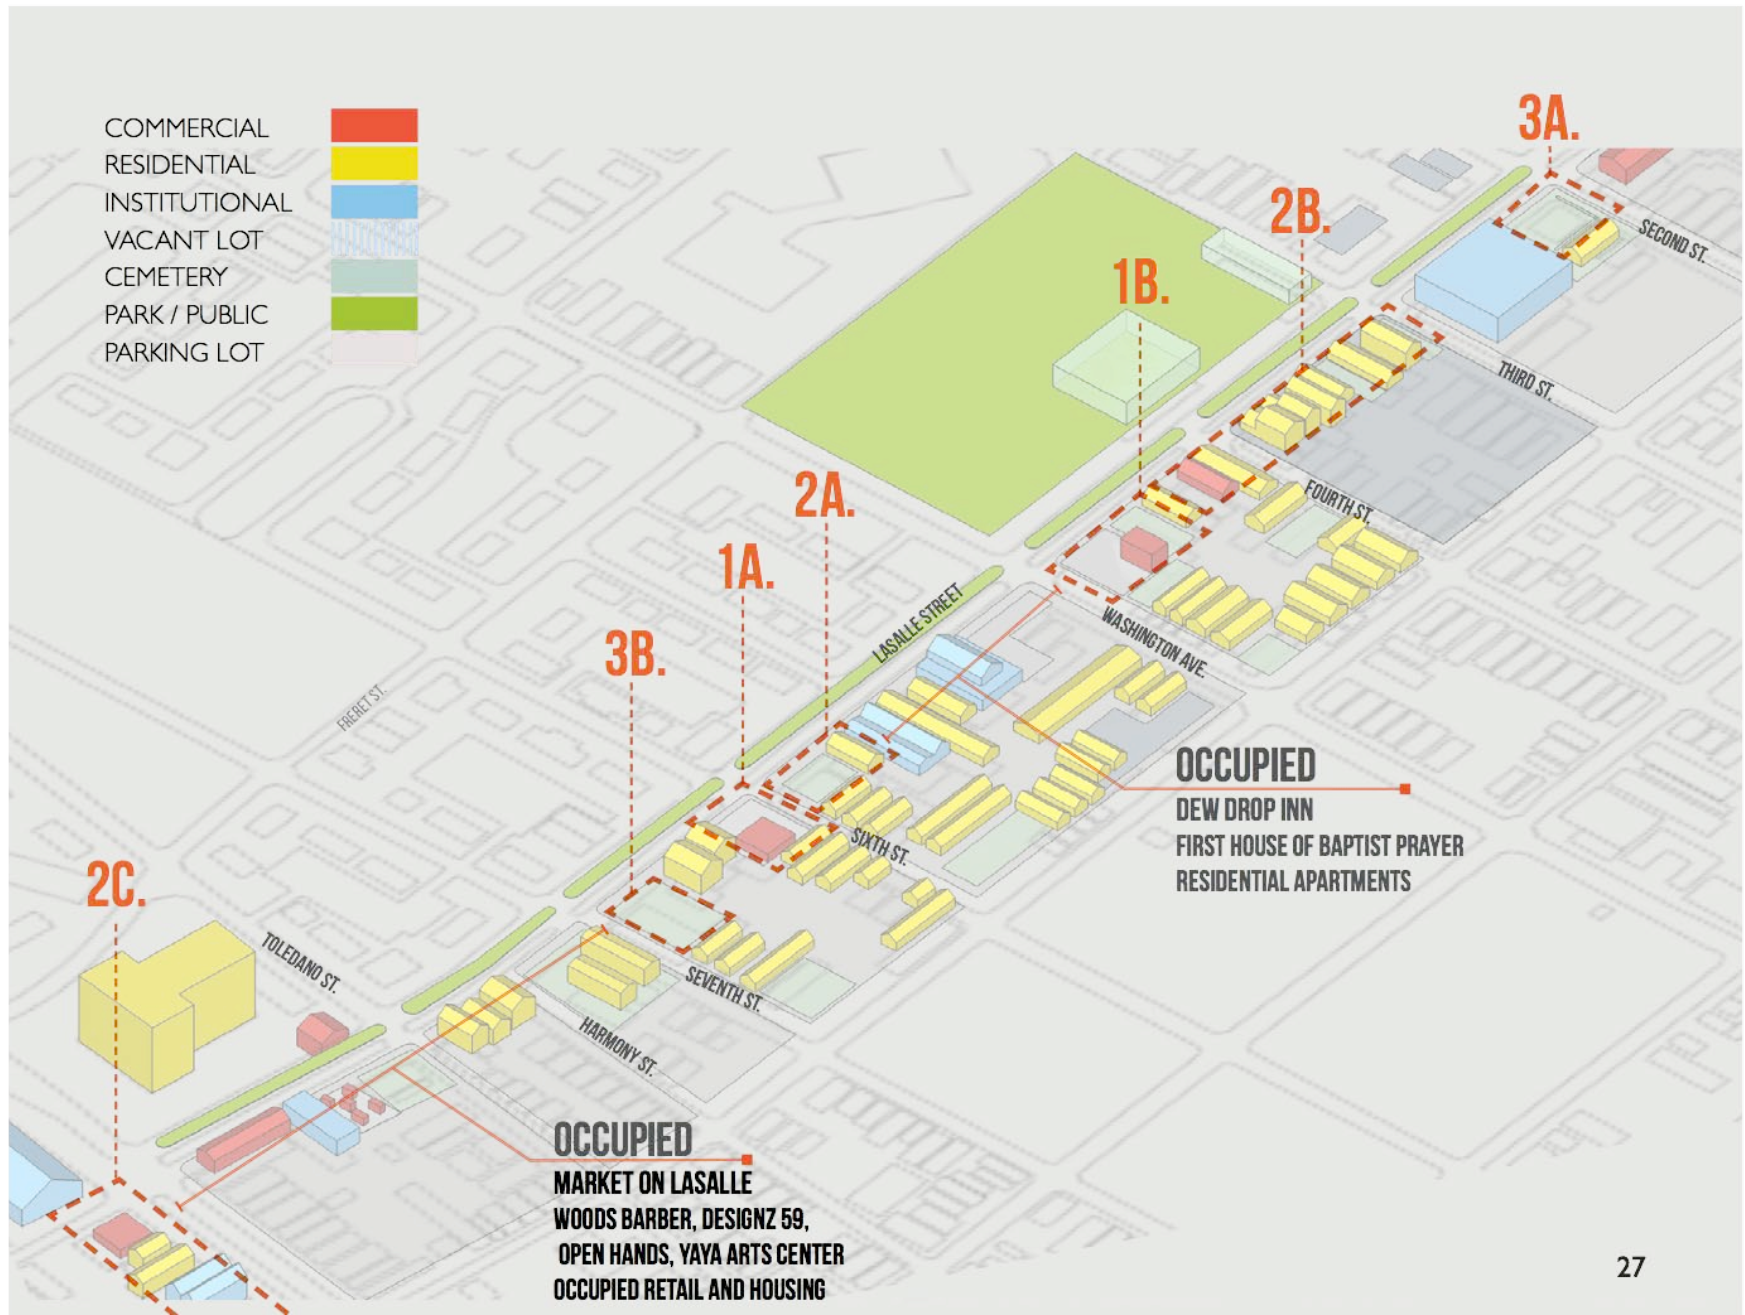 COMMERCIAL
RESIDENTIAL
INSTITUTIONAL
VACANT LOT
CEMETERY
PARK / PUBLIC
PARKING LOT
3A.
2B.
1B.
2A.
1A.
3B.
2C.
SECOND ST.
THIRD ST.
FOURTH ST.
WASHINGTON AVE.
LASALLE STREET
FRERET ST.
SIXTH ST.
SEVENTH ST.
HARMONY ST.
TOLEDANO ST.
OCCUPIED
DEW DROP INN
FIRST HOUSE OF BAPTIST PRAYER
RESIDENTIAL APARTMENTS
OCCUPIED
MARKET ON LASALLE
WOODS BARBER, DESIGNZ 59,
OPEN HANDS, YAYA ARTS CENTER
OCCUPIED RETAIL AND HOUSING
27